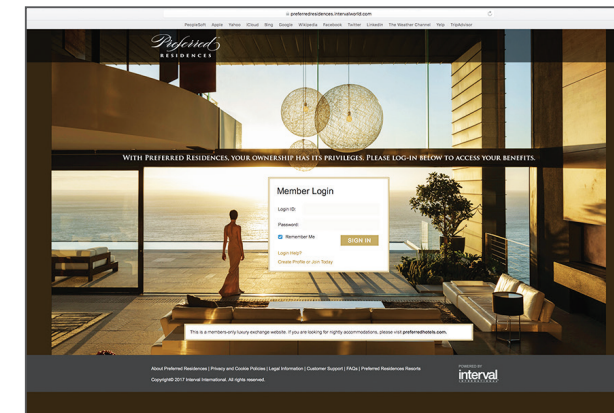 preferredresidences.intervalworld.com
PeopleSoft Apple Yahoo iCloud Bing Google Wikipedia Facebook Twitter LinkedIn The Weather Channel Yelp TripAdvisor
Preferred
RESIDENCES
WITH PREFERRED RESIDENCES, YOUR OWNERSHIP HAS ITS PRIVILEGES. PLEASE LOG-IN BELOW TO ACCESS YOUR BENEFITS.
Member Login
Login ID:
Password:
Remember Me
SIGN IN
Login Help?
Create Profile or Join Today
This is a members-only luxury exchange website. If you are looking for nightly accommodations, please visit preferredhotels.com.
About Preferred Residences | Privacy and Cookie Policies | Legal Information | Customer Support | FAQs | Preferred Residences Resorts
Copyright© 2017 Interval International. All rights reserved.
POWERED BY
interval
INTERNATIONAL